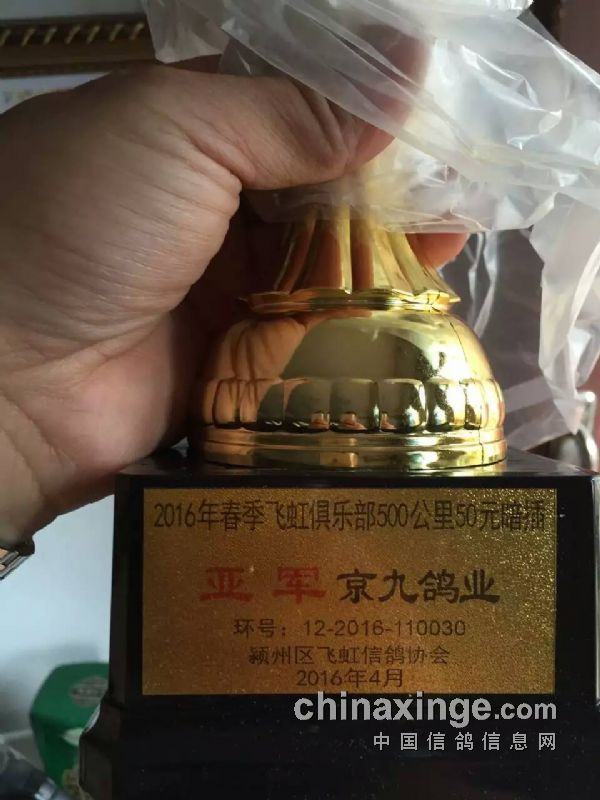 2016年春季飞虹俱乐部500公里50元陪插
亚军 京九鸽业
环号：12-2016-110030
颍州区飞虹信鸽协会
2016年4月
chinaxinge.com
中国信鸽信息网